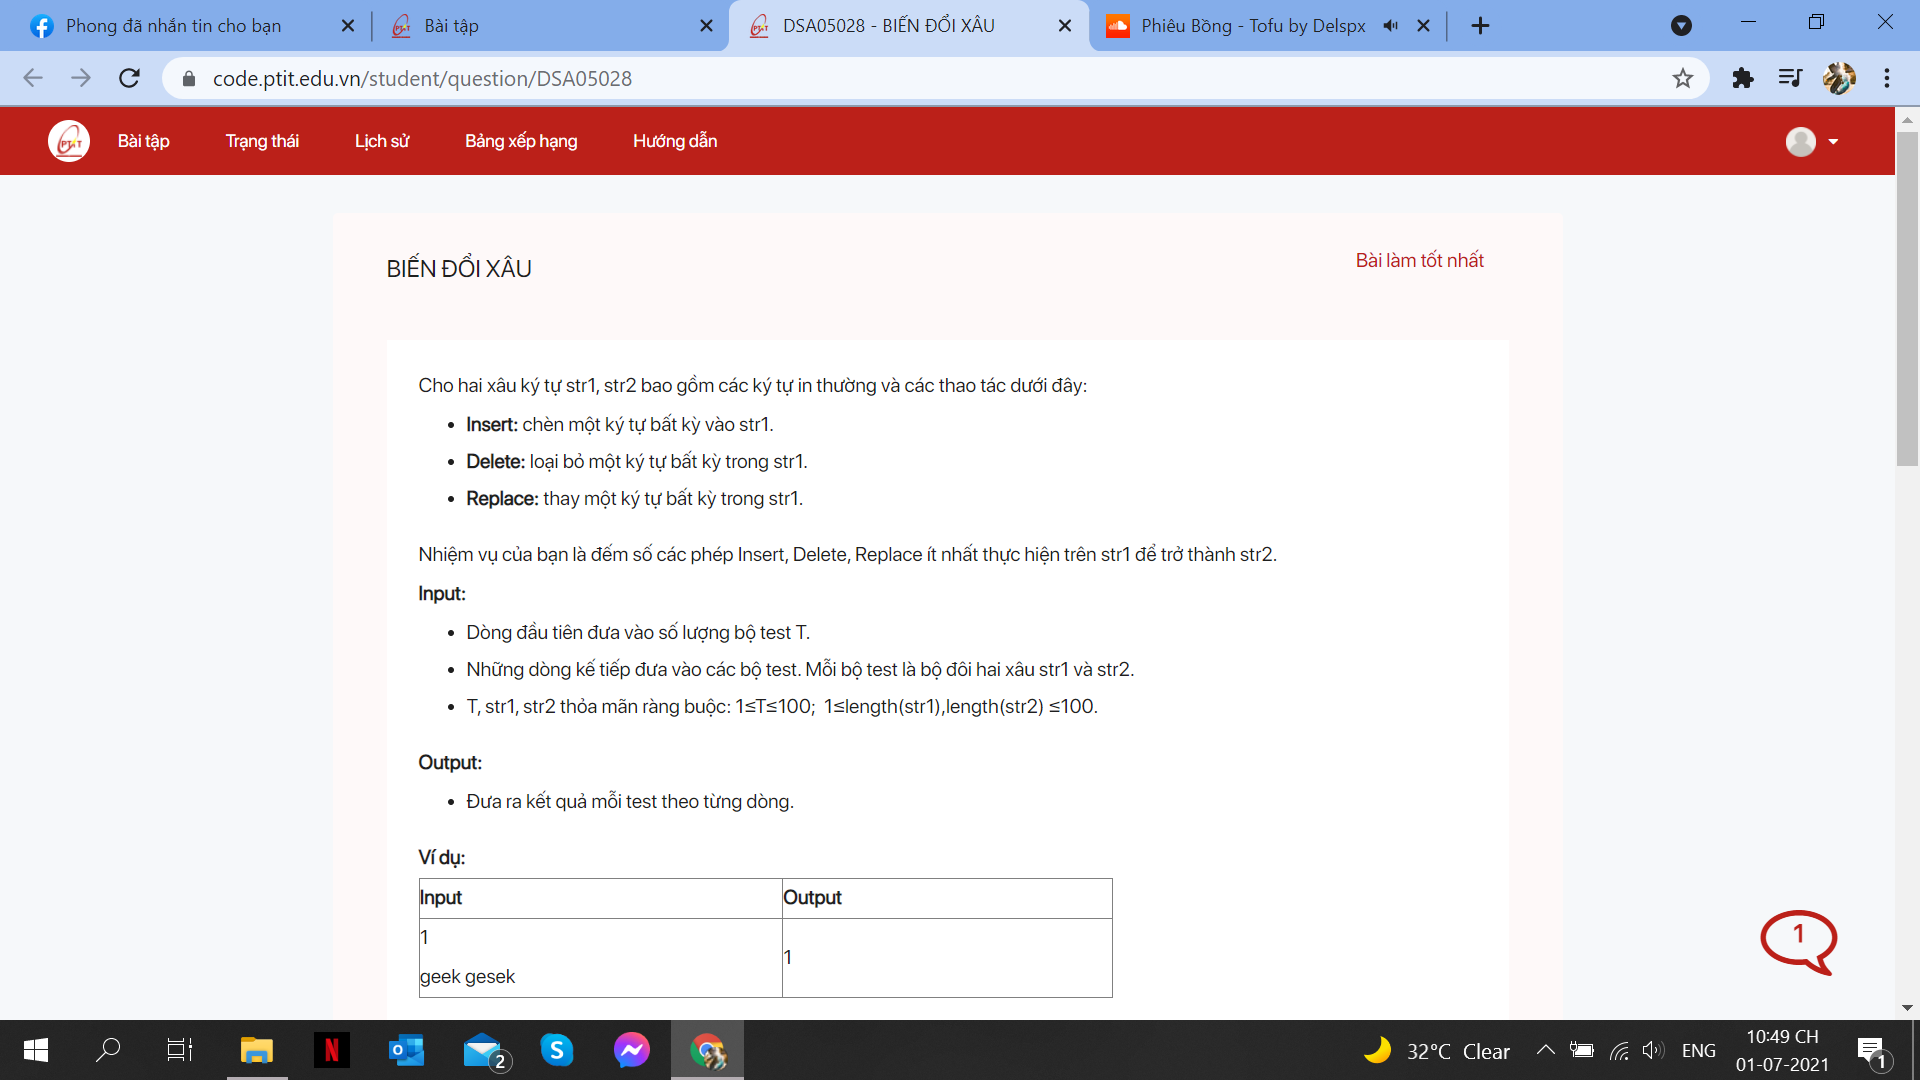 Phong đã nhắn tin cho bạn
Bài tập
DSA05028 - BIẾN ĐỔI XÂU
Phiêu Bồng - Tofu by Delspx
code.ptit.edu.vn/student/question/DSA05028
PTIT
Bài tập
Trạng thái
Lịch sử
Bảng xếp hạng
Hướng dẫn
BIẾN ĐỔI XÂU
Bài làm tốt nhất
Cho hai xâu ký tự str1, str2 bao gồm các ký tự in thường và các thao tác dưới đây:
• Insert: chèn một ký tự bất kỳ vào str1.
• Delete: loại bỏ một ký tự bất kỳ trong str1.
• Replace: thay một ký tự bất kỳ trong str1.
Nhiệm vụ của bạn là đếm số các phép Insert, Delete, Replace ít nhất thực hiện trên str1 để trở thành str2.
Input:
• Dòng đầu tiên đưa vào số lượng bộ test T.
• Những dòng kế tiếp đưa vào các bộ test. Mỗi bộ test là bộ đôi hai xâu str1 và str2.
• T, str1, str2 thỏa mãn ràng buộc: 1≤T≤100;  1≤length(str1),length(str2) ≤100.
Output:
• Đưa ra kết quả mỗi test theo từng dòng.
Ví dụ:
Input
Output
1
geek gesek
1
1
N
2
S
32°C Clear
ENG
10:49 CH
01-07-2021
1